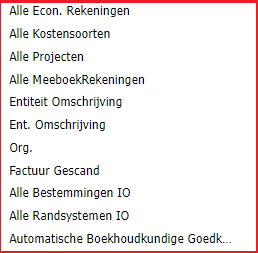 Alle Econ. Rekeningen
Alle Kostensoorten
Alle Projecten
Alle MeeboekRekeningen
Entiteit Omschrijving
Ent. Omschrijving
Org.
Factuur Gescand
Alle Bestemmingen IO
Alle Randsystemen IO
Automatische Boekhoudkundige Goedk...